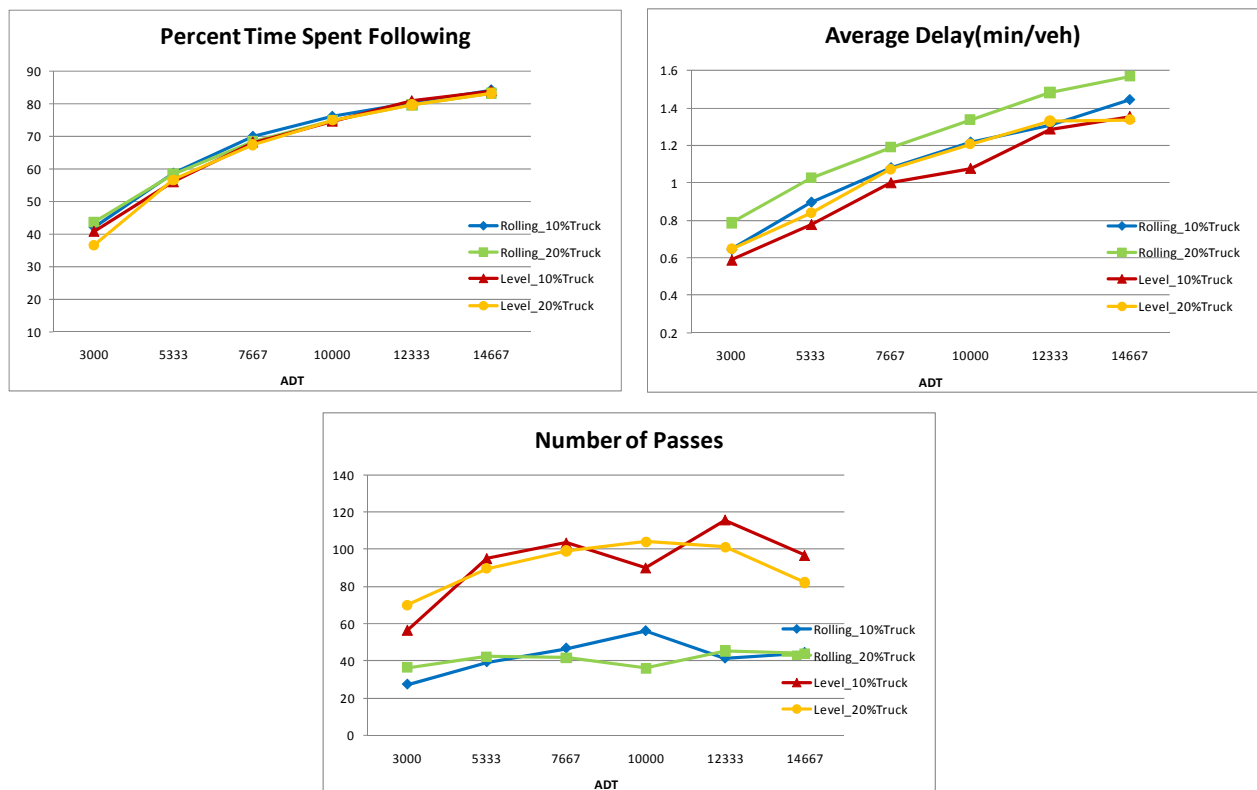 Percent Time Spent Following
90
80
70
60
50
40
30
20
10
3000 5333 7667 10000 12333 14667
ADT
Rolling_10%Truck
Rolling_20%Truck
Level_10%Truck
Level_20%Truck
Average Delay(min/veh)
1.6
1.4
1.2
1
0.8
0.6
0.4
0.2
3000 5333 7667 10000 12333 14667
ADT
Rolling_10%Truck
Rolling_20%Truck
Level_10%Truck
Level_20%Truck
Number of Passes
140
120
100
80
60
40
20
0
3000 5333 7667 10000 12333 14667
ADT
Rolling_10%Truck
Rolling_20%Truck
Level_10%Truck
Level_20%Truck